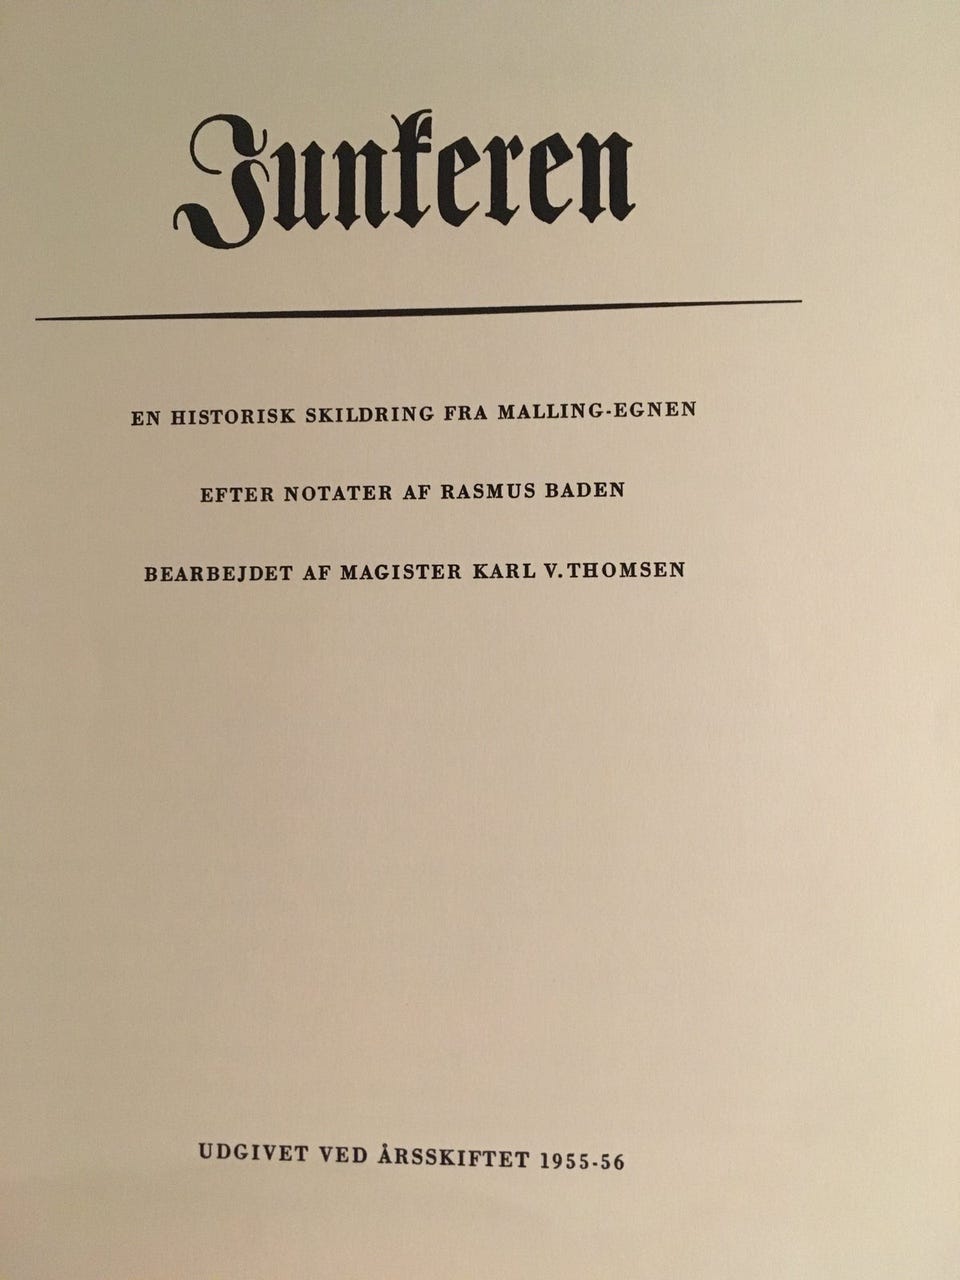 Junkeren
EN HISTORISK SKILDRING FRA MALLING-EGNEN
EFTER NOTATER AF RASMUS BADEN
BEARBEJDET AF MAGISTER KARL V. THOMSEN
UDGIVET VED ÅRSSKIFTET 1955-56